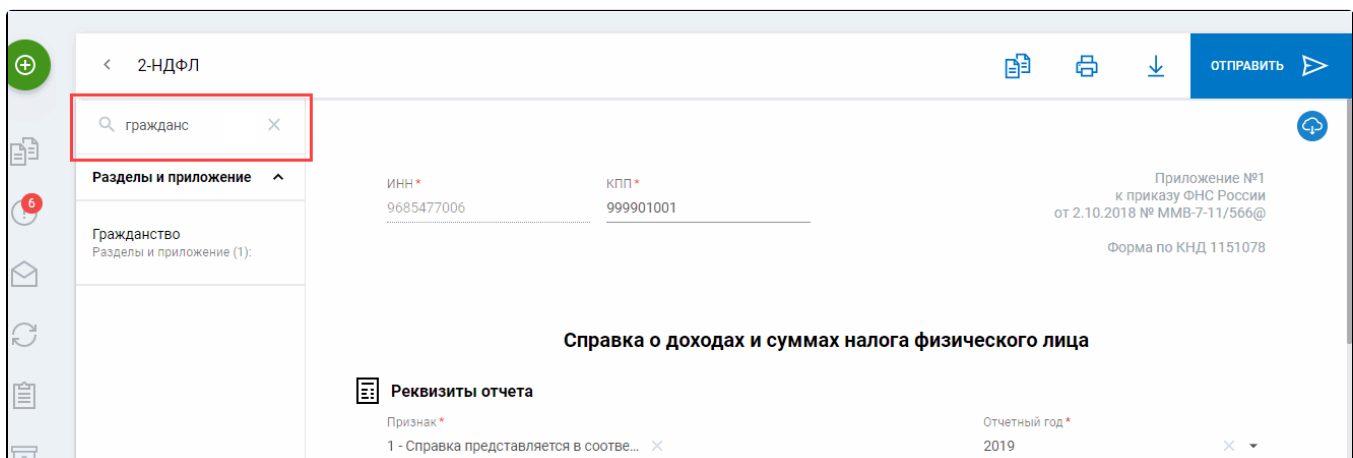 2-НДФЛ
ОТПРАВИТЬ
гражданс
6
Разделы и приложение
Гражданство
Разделы и приложение (1):
ИНН *
КПП *
9685477006
999901001
Приложение №1
к приказу ФНС России
от 2.10.2018 № ММВ-7-11/566@
Форма по КНД 1151078
Справка о доходах и суммах налога физического лица
Реквизиты отчета
Признак *
Отчетный год *
1 - Справка представляется в соотве...
2019